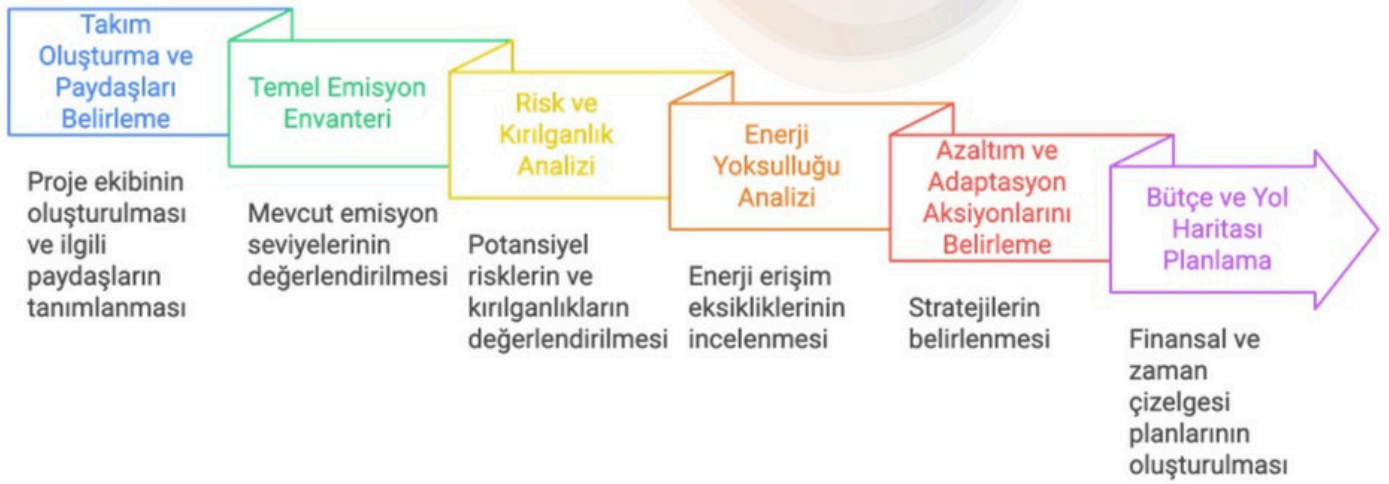 Takım
Oluşturma ve
Paydaşları
Belirleme
Proje ekibinin
oluşturulması
ve ilgili
paydaşların
tanımlanması
Temel Emisyon
Envanteri
Mevcut emisyon
seviyelerinin
değerlendirilmesi
Risk ve
Kırılganlık
Analizi
Potansiyel
risklerin ve
kırılganlıkların
değerlendirilmesi
Enerji
Yoksulluğu
Analizi
Enerji erişim
eksikliklerinin
incelenmesi
Azaltım ve
Adaptasyon
Aksiyonlarını
Belirleme
Stratejilerin
belirlenmesi
Bütçe ve Yol
Haritası
Planlama
Finansal ve
zaman
çizelgesi
planlarının
oluşturulması